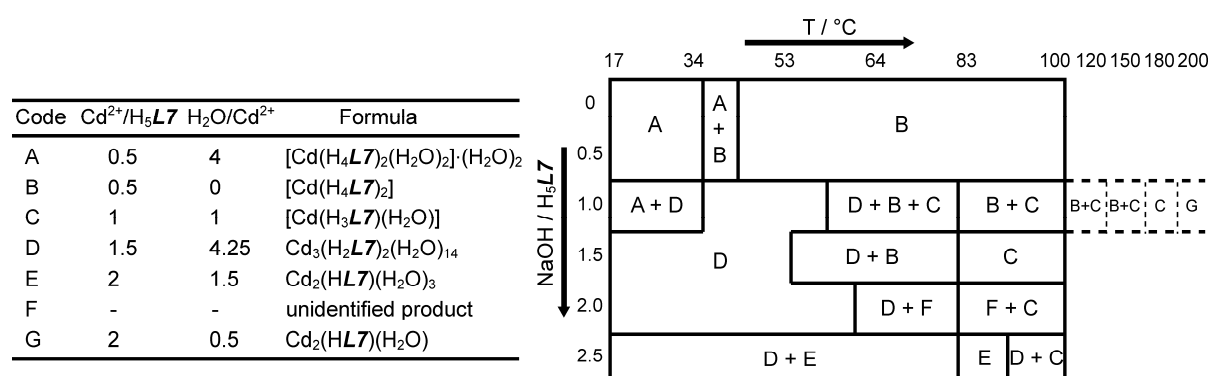 Code Cd²⁺/H₅L7 H₂O/Cd²⁺ Formula
A 0.5 4 [Cd(H₄L7)₂(H₂O)₂]·(H₂O)₂
B 0.5 0 [Cd(H₄L7)₂]
C 1 1 [Cd(H₃L7)(H₂O)]
D 1.5 4.25 Cd₃(H₂L7)₂(H₂O)₁₄
E 2 1.5 Cd₂(HL7)(H₂O)₃
F - - unidentified product
G 2 0.5 Cd₂(HL7)(H₂O)
T / °C
17 34 53 64 83 100 120 150 180 200
NaOH / H₅L7
0
A
A
+
B
B
0.5
1.0 A + D D + B + C B + C B+C B+C C G
1.5 D D + B C
2.0 D + F F + C
2.5 D + E E D + C